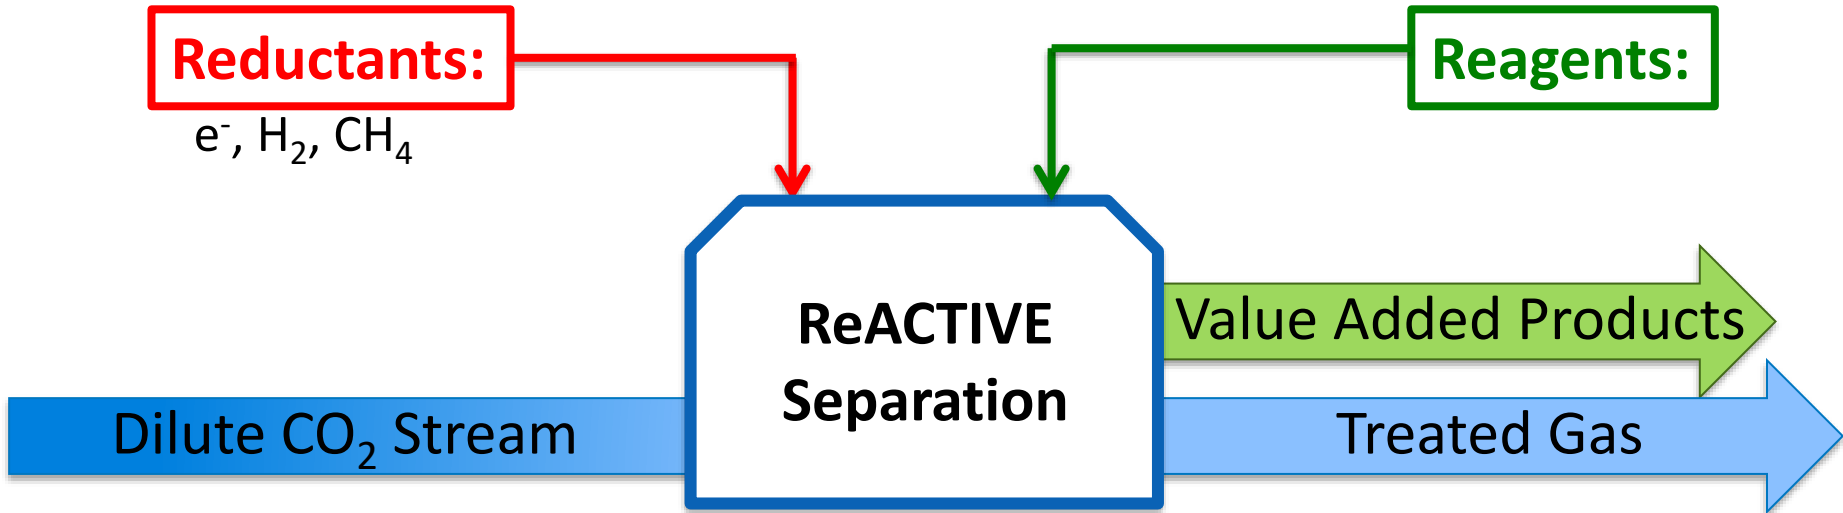 Reductants:
e⁻, H₂, CH₄
Reagents:
ReACTIVE
Separation
Value Added Products
Dilute CO₂ Stream
Treated Gas